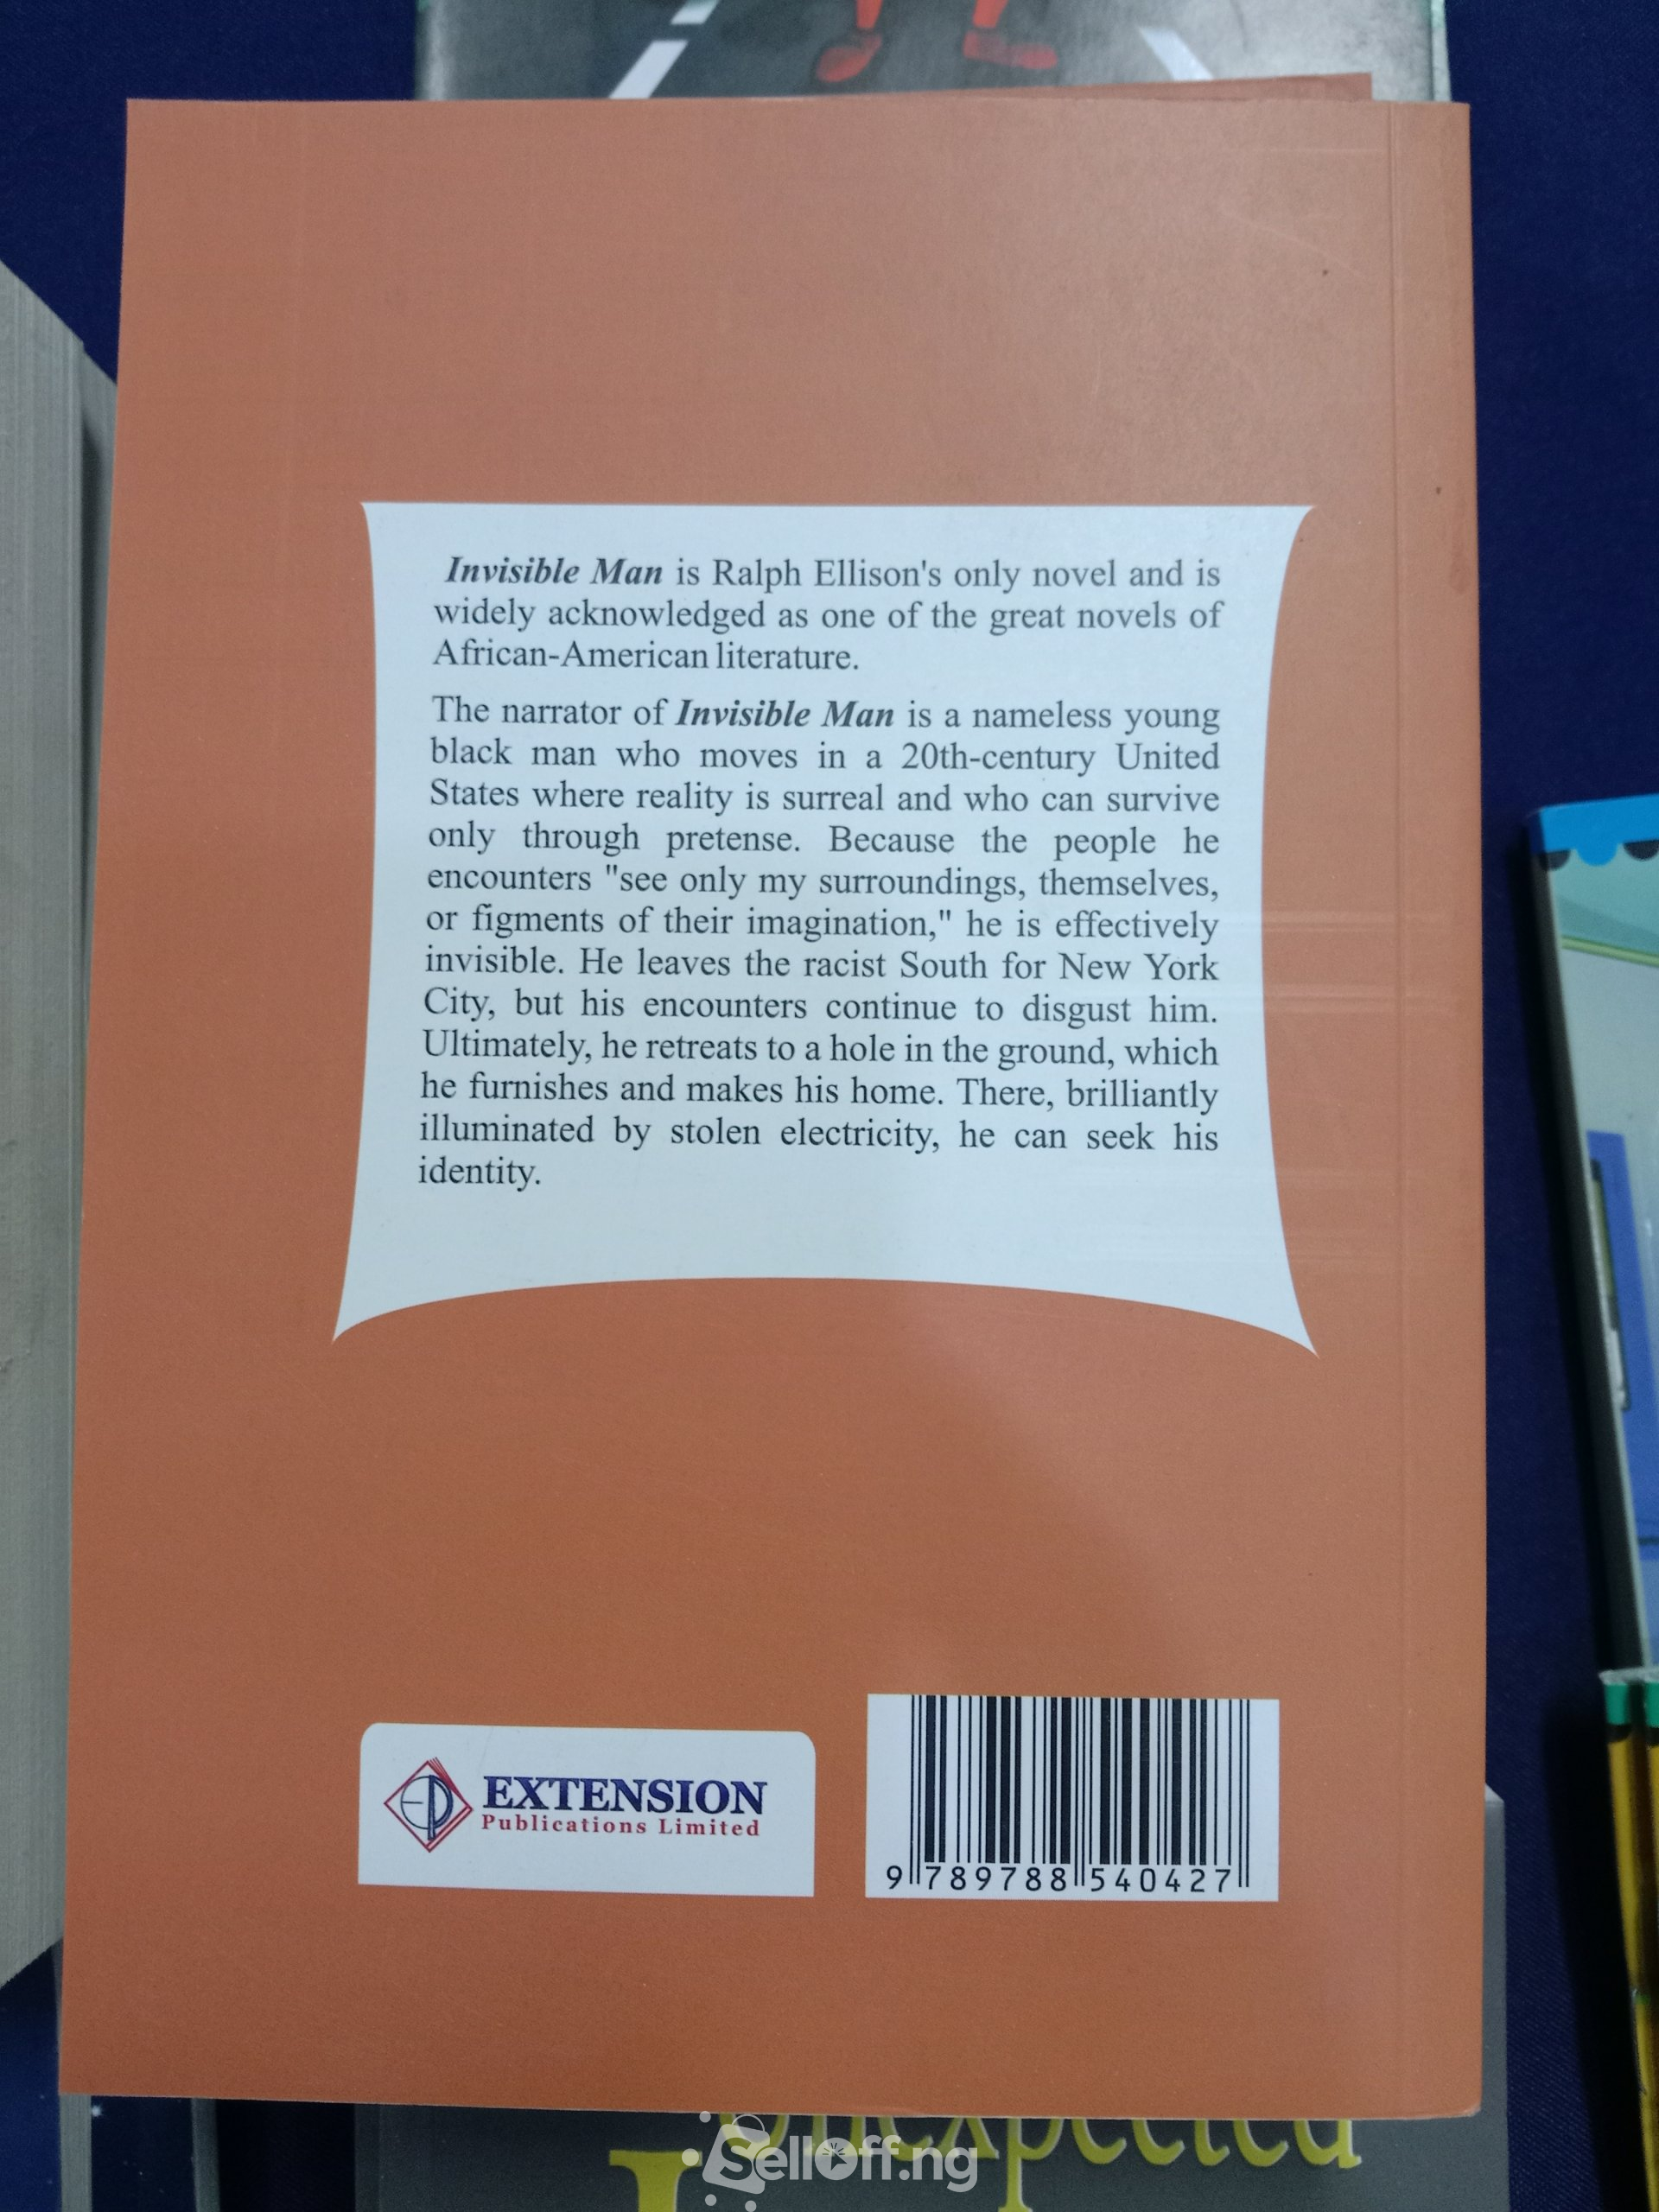 Invisible Man is Ralph Ellison's only novel and is
widely acknowledged as one of the great novels of
African-American literature.
The narrator of Invisible Man is a nameless young
black man who moves in a 20th-century United
States where reality is surreal and who can survive
only through pretense. Because the people he
encounters "see only my surroundings, themselves,
or figments of their imagination," he is effectively
invisible. He leaves the racist South for New York
City, but his encounters continue to disgust him.
Ultimately, he retreats to a hole in the ground, which
he furnishes and makes his home. There, brilliantly
illuminated by stolen electricity, he can seek his
identity.
EP EXTENSION
Publications Limited
9 789788 540427
SellOff.ng